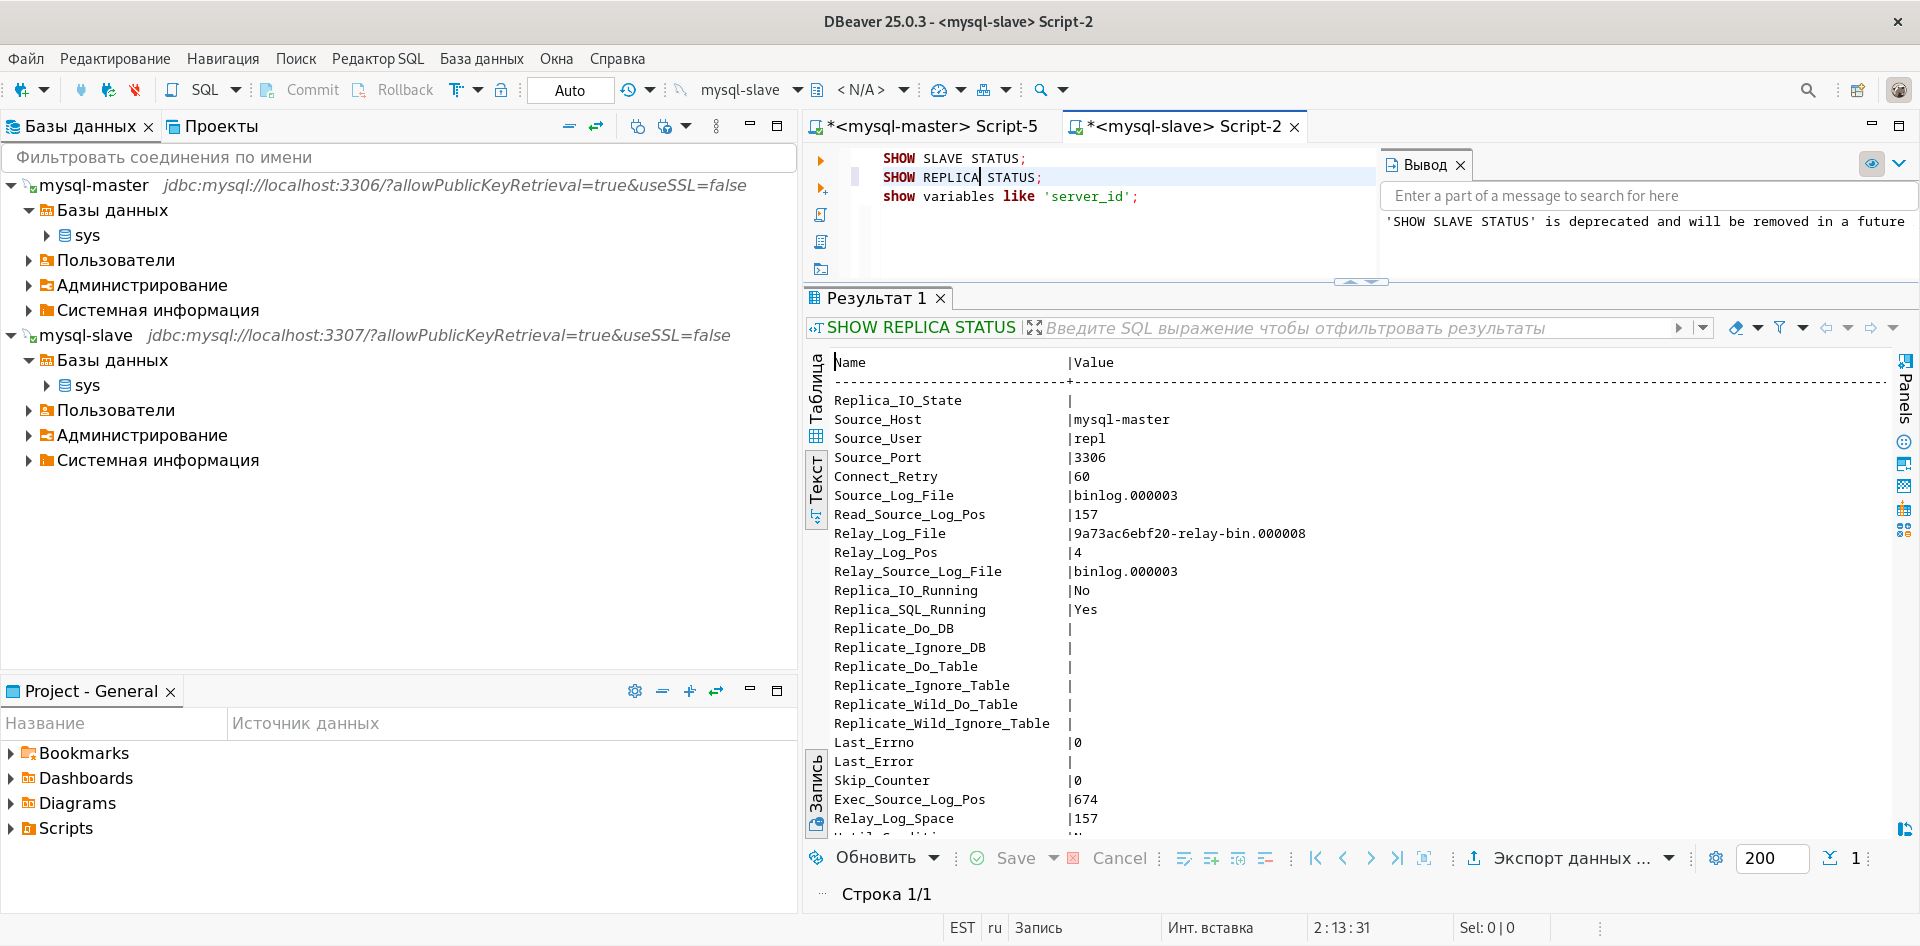 DBeaver 25.0.3 - <mysql-slave> Script-2
Файл Редактирование Навигация Поиск Редактор SQL База данных Окна Справка
SQL Commit Rollback Auto mysql-slave < N/A >
Базы данных Проекты
Фильтровать соединения по имени
mysql-master jdbc:mysql://localhost:3306/?allowPublicKeyRetrieval=true&useSSL=false
Базы данных
sys
Пользователи
Администрирование
Системная информация
mysql-slave jdbc:mysql://localhost:3307/?allowPublicKeyRetrieval=true&useSSL=false
Базы данных
sys
Пользователи
Администрирование
Системная информация
Project - General
Название Источник данных
Bookmarks
Dashboards
Diagrams
Scripts
*<mysql-master> Script-5 *<mysql-slave> Script-2
SHOW SLAVE STATUS;
SHOW REPLICA STATUS;
show variables like 'server_id';
Вывод
Enter a part of a message to search for here
'SHOW SLAVE STATUS' is deprecated and will be removed in a future
Результат 1
SHOW REPLICA STATUS Введите SQL выражение чтобы отфильтровать результаты
Таблица
Текст
Запись
Name |Value
-----------------------------+-------------------------------------------------------------------------------------------------------
Replica_IO_State |
Source_Host |mysql-master
Source_User |repl
Source_Port |3306
Connect_Retry |60
Source_Log_File |binlog.000003
Read_Source_Log_Pos |157
Relay_Log_File |9a73ac6ebf20-relay-bin.000008
Relay_Log_Pos |4
Relay_Source_Log_File |binlog.000003
Replica_IO_Running |No
Replica_SQL_Running |Yes
Replicate_Do_DB |
Replicate_Ignore_DB |
Replicate_Do_Table |
Replicate_Ignore_Table |
Replicate_Wild_Do_Table |
Replicate_Wild_Ignore_Table |
Last_Errno |0
Last_Error |
Skip_Counter |0
Exec_Source_Log_Pos |674
Relay_Log_Space |157
Panels
Обновить Save Cancel Экспорт данных ... 200 1
Строка 1/1
EST ru Запись Инт. вставка 2 : 13 : 31 Sel: 0 | 0